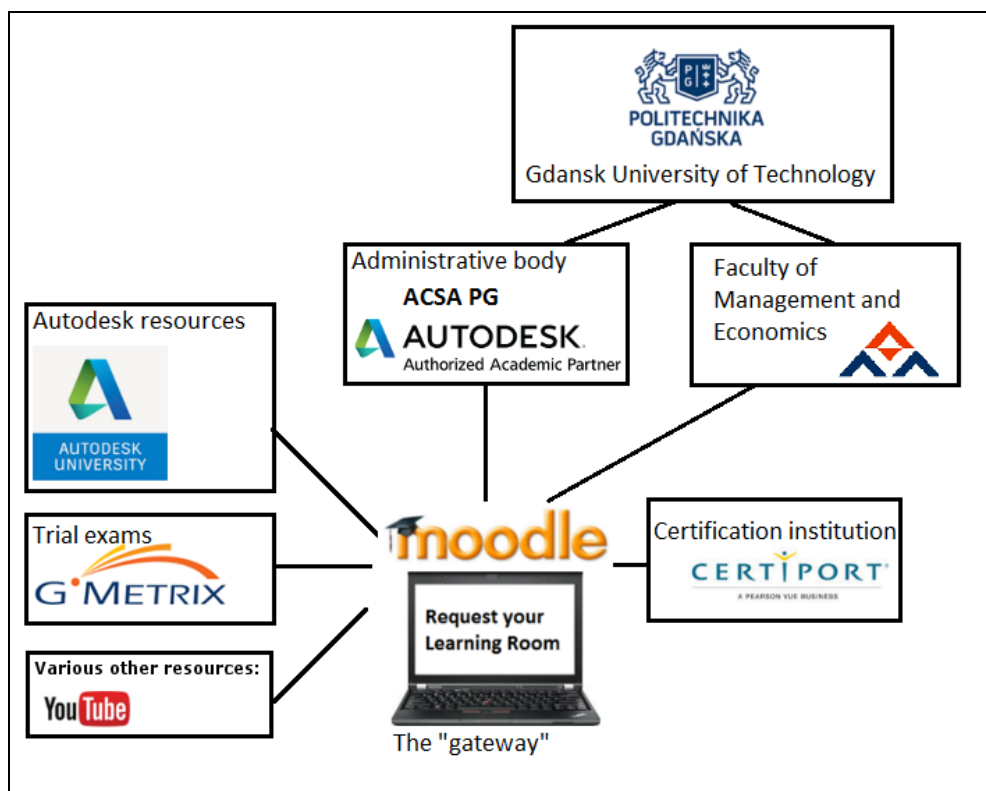 PG
POLITECHNIKA
GDAŃSKA
Gdansk University of Technology
Administrative body
ACSA PG
AUTODESK.
Authorized Academic Partner
Faculty of
Management and
Economics
Autodesk resources
AUTODESK
UNIVERSITY
Trial exams
G·METRIX
Various other resources:
YouTube
moodle
Request your
Learning Room
The "gateway"
Certification institution
CERTIPORT®
A PEARSON VUE BUSINESS